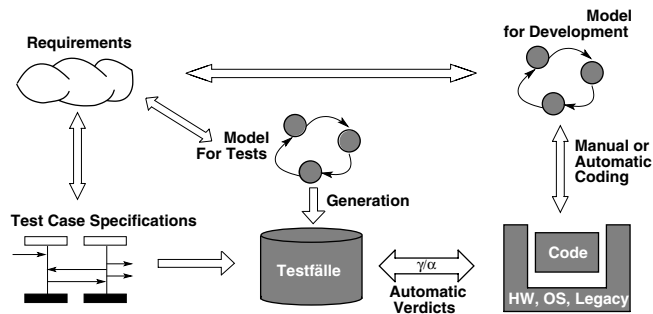 Requirements
Model
for Development
Model
For Tests
Manual or
Automatic
Coding
Generation
Test Case Specifications
Testfälle
γ/α
Automatic
Verdicts
Code
HW, OS, Legacy